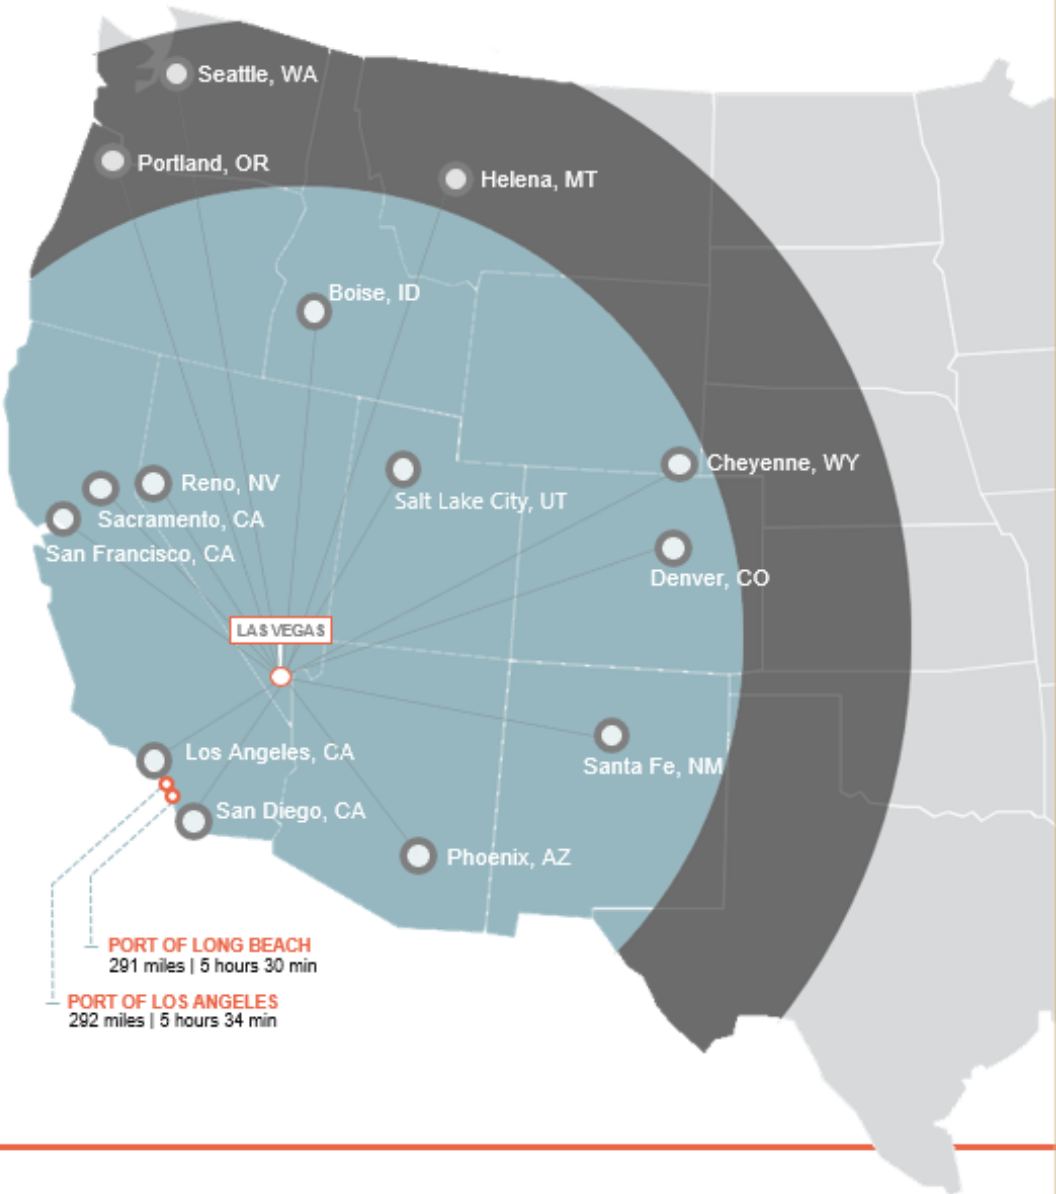 Seattle, WA
Portland, OR
Helena, MT
Boise, ID
Cheyenne, WY
Reno, NV
Salt Lake City, UT
Sacramento, CA
San Francisco, CA
Denver, CO
LAS VEGAS
Los Angeles, CA
Santa Fe, NM
San Diego, CA
Phoenix, AZ
PORT OF LONG BEACH
291 miles | 5 hours 30 min
PORT OF LOS ANGELES
292 miles | 5 hours 34 min